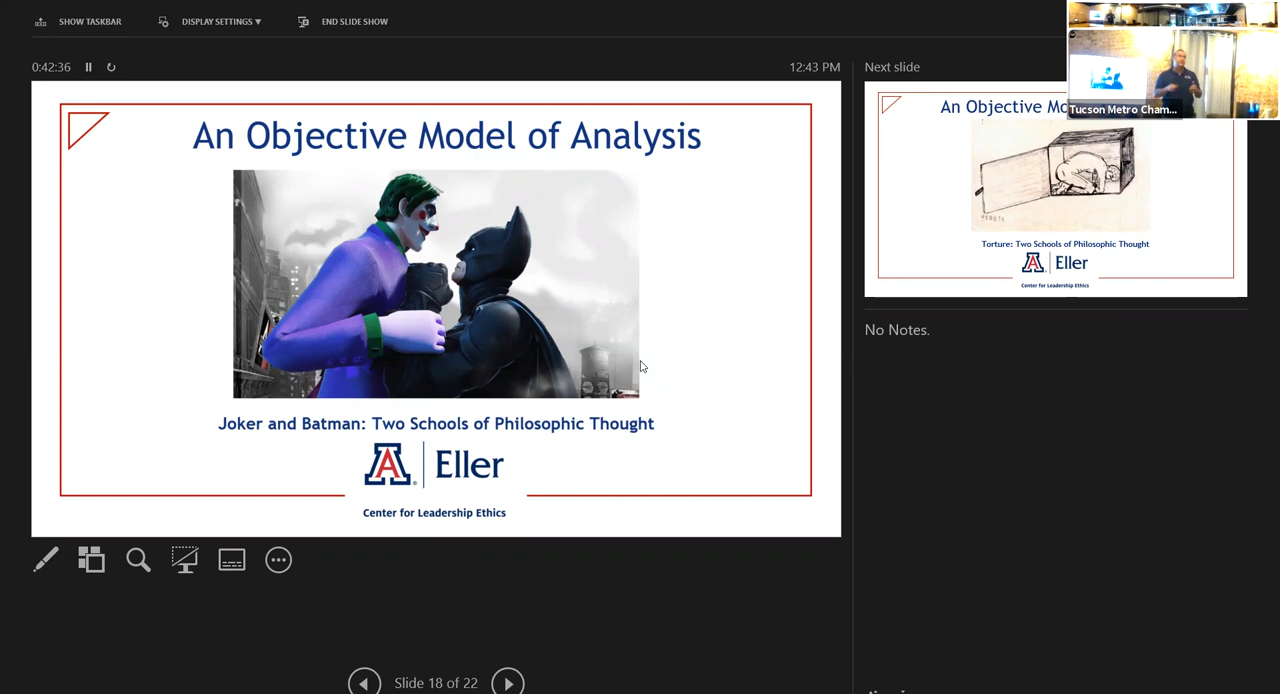 SHOW TASKBAR
DISPLAY SETTINGS ▼
END SLIDE SHOW
0:42:36
12:43 PM
An Objective Model of Analysis
Joker and Batman: Two Schools of Philosophic Thought
A Eller
Center for Leadership Ethics
Slide 18 of 22
Next slide
Tucson Metro Cham...
An Objective Mo
Torture: Two Schools of Philosophic Thought
A Eller
Center for Leadership Ethics
No Notes.